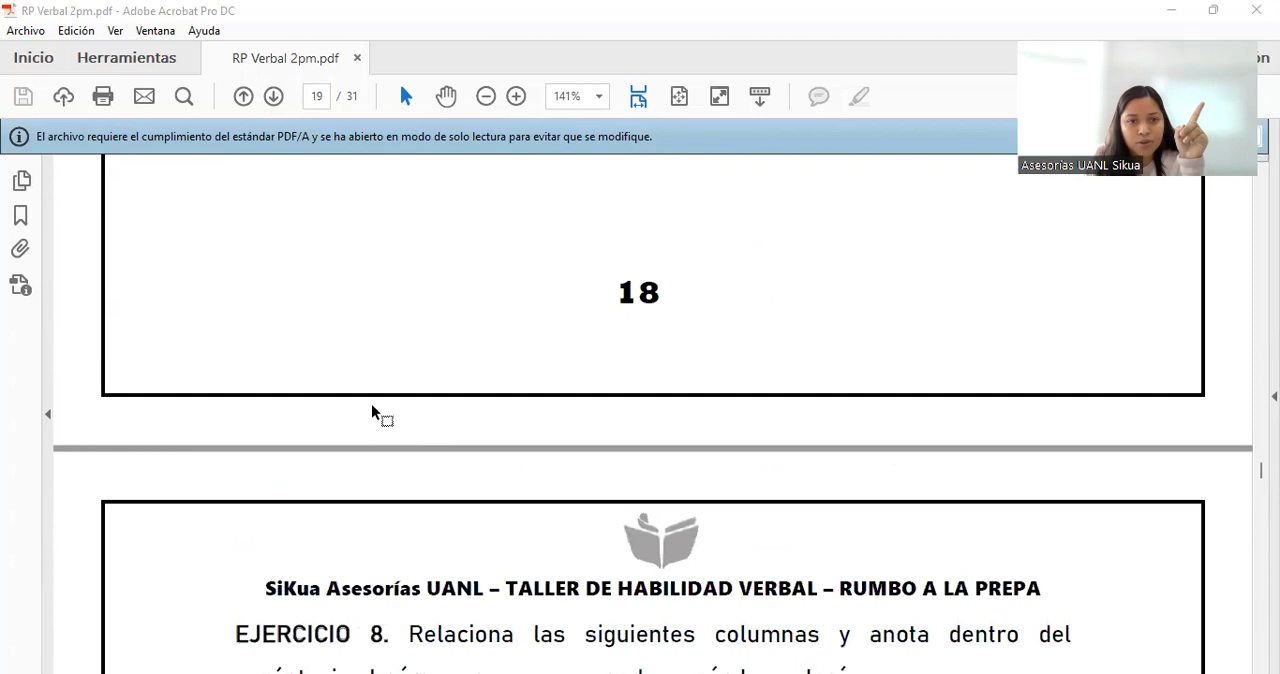 RP Verbal 2pm.pdf - Adobe Acrobat Pro DC
Archivo Edición Ver Ventana Ayuda
Inicio Herramientas RP Verbal 2pm.pdf × ón
19 / 31 141%
El archivo requiere el cumplimiento del estándar PDF/A y se ha abierto en modo de solo lectura para evitar que se modifique.
Asesorías UANL Sikua
18
SiKua Asesorías UANL – TALLER DE HABILIDAD VERBAL – RUMBO A LA PREPA
EJERCICIO 8. Relaciona las siguientes columnas y anota dentro del